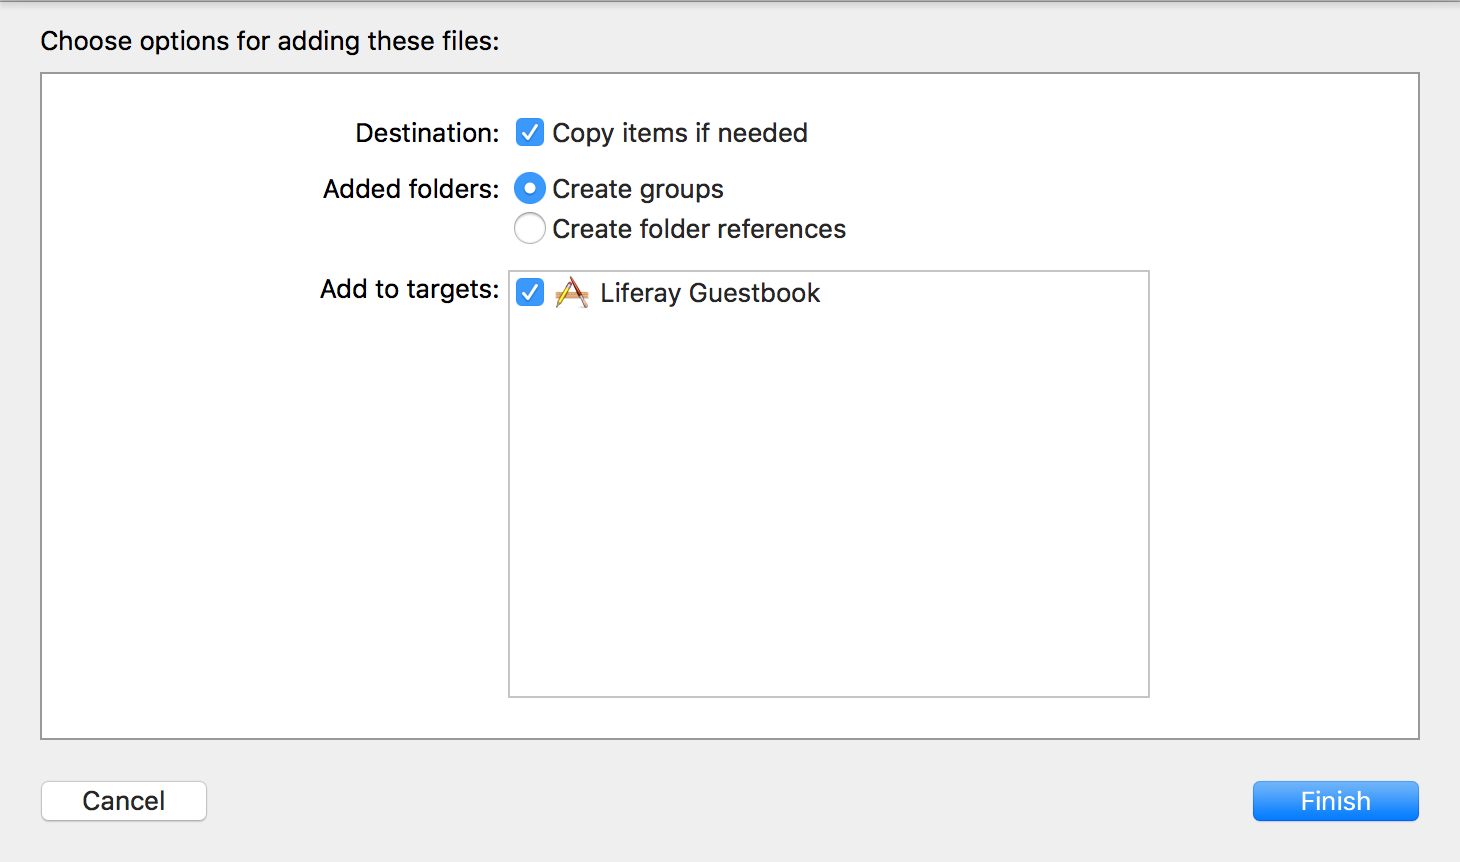 Choose options for adding these files:
Destination: Copy items if needed
Added folders: Create groups
Create folder references
Add to targets: Liferay Guestbook
Cancel Finish